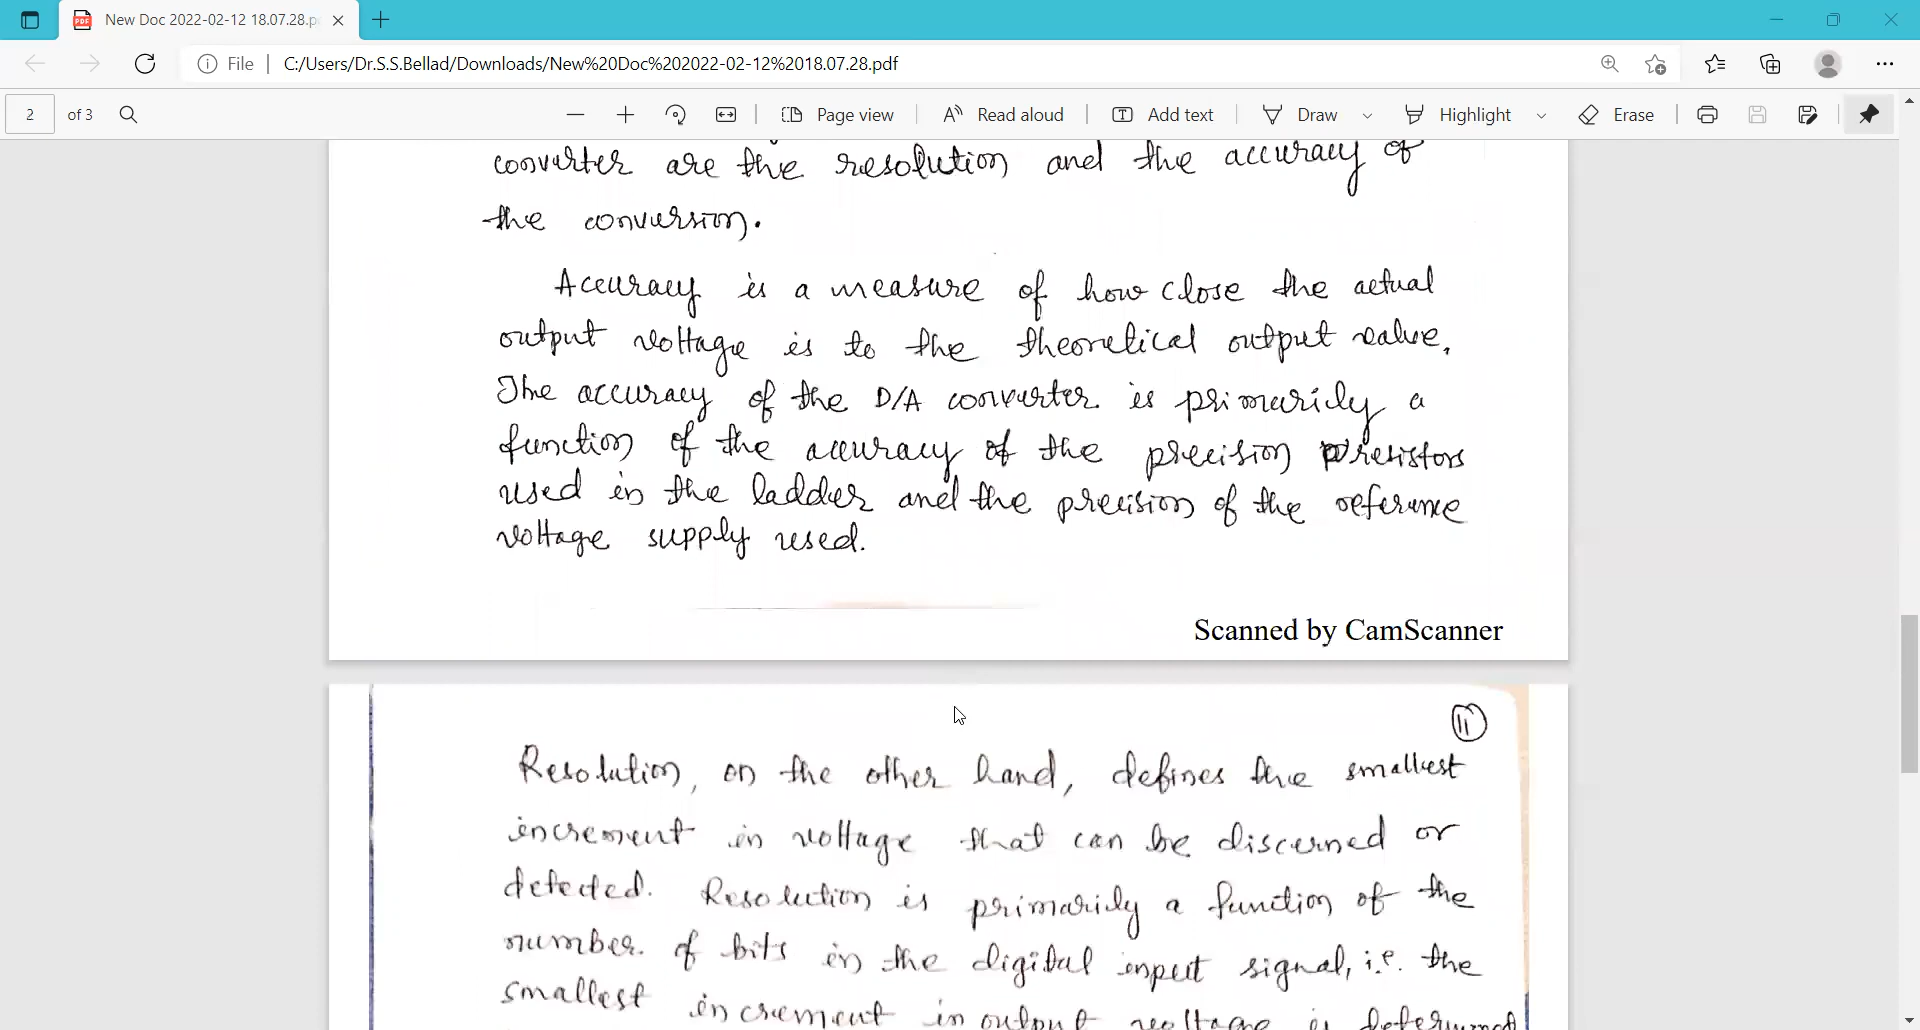 New Doc 2022-02-12 18.07.28.p
File C:/Users/Dr.S.S.Bellad/Downloads/New%20Doc%202022-02-12%2018.07.28.pdf
2 of 3 Page view Read aloud Add text Draw Highlight Erase
converter are the resolution and the accuracy of
the conversion.
Accuracy is a measure of how close the actual
output voltage is to the theoretical output value.
The accuracy of the D/A converter is primarily a
function of the accuracy of the precision resistors
used in the ladder and the precision of the reference
voltage supply used.
Scanned by CamScanner
11
Resolution, on the other hand, defines the smallest
increment in voltage that can be discerned or
detected. Resolution is primarily a function of the
number of bits in the digital input signal, i.e. the
smallest increment in output voltage is determined